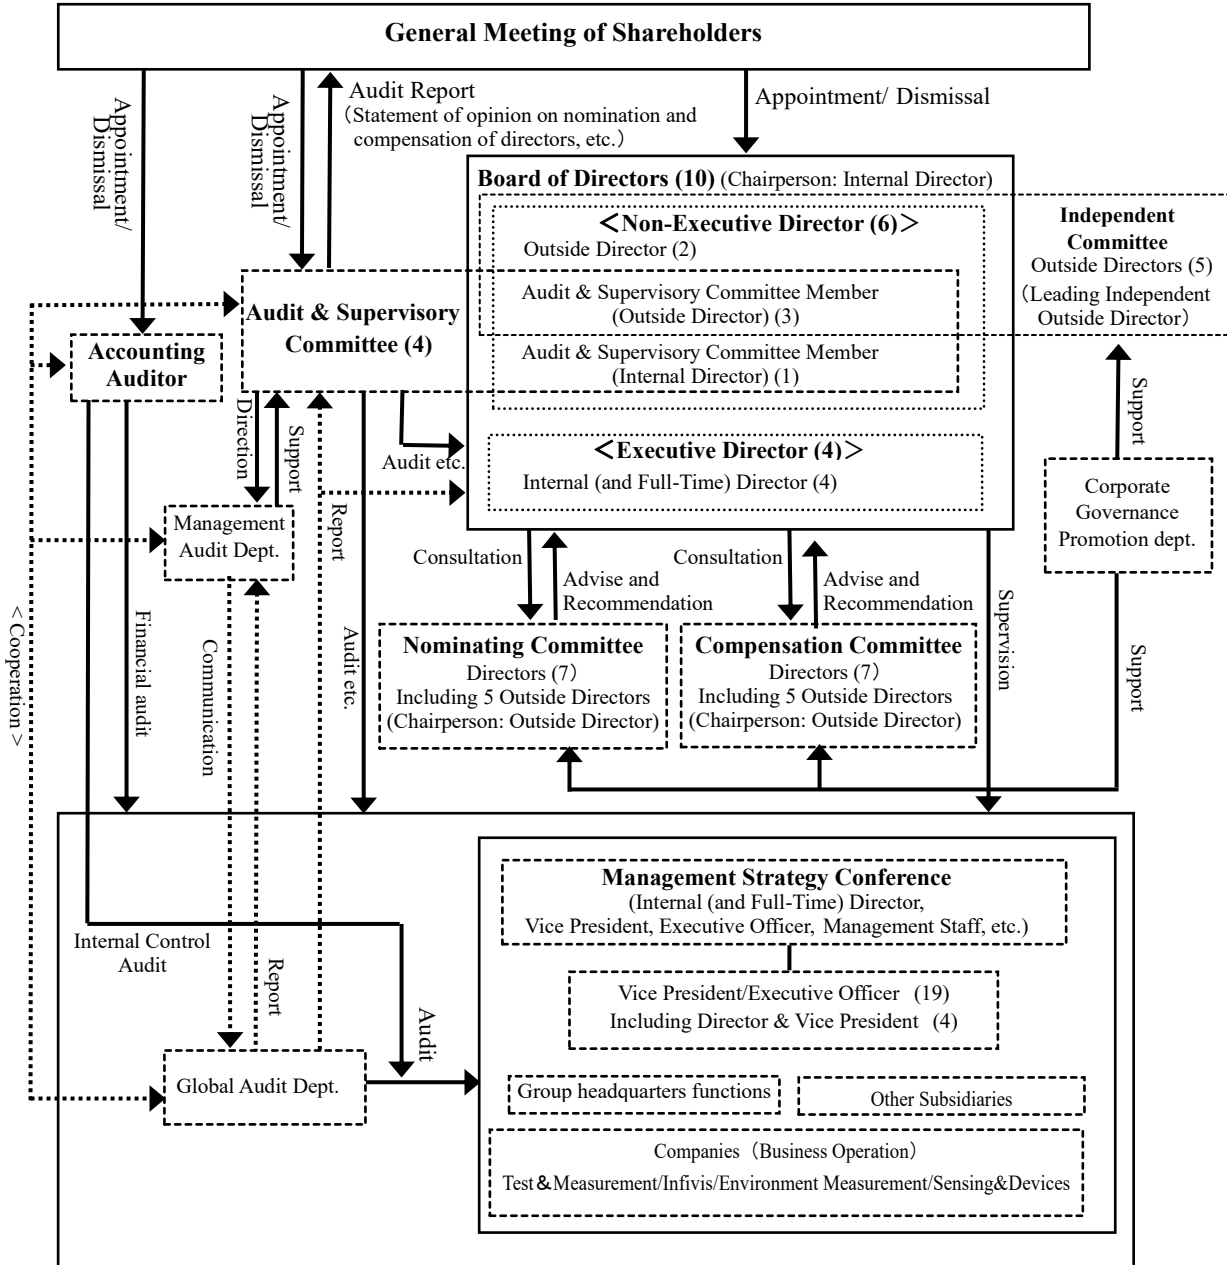 General Meeting of Shareholders
Appointment/
Dismissal
Appointment/
Dismissal
Audit Report
（Statement of opinion on nomination and
compensation of directors, etc.）
Appointment/ Dismissal
Board of Directors (10) (Chairperson: Internal Director)
＜Non-Executive Director (6)＞
Outside Director (2)
Audit & Supervisory Committee Member
(Outside Director) (3)
Audit & Supervisory Committee Member
(Internal Director) (1)
＜Executive Director (4)＞
Internal (and Full-Time) Director (4)
Independent
Committee
Outside Directors (5)
（Leading Independent
Outside Director）
Audit & Supervisory
Committee (4)
Accounting
Auditor
Direction
Support
Audit etc.
Support
Management
Audit Dept.
Report
Corporate
Governance
Promotion dept.
Consultation
Advise and
Recommendation
Consultation
Advise and
Recommendation
Supervision
Support
< Cooperation >
Financial audit
Communication
Audit etc.
Nominating Committee
Directors (7）
Including 5 Outside Directors
(Chairperson: Outside Director)
Compensation Committee
Directors (7）
Including 5 Outside Directors
(Chairperson: Outside Director)
Management Strategy Conference
(Internal (and Full-Time) Director,
Vice President, Executive Officer, Management Staff, etc.)
Internal Control
Audit
Report
Audit
Vice President/Executive Officer (19)
Including Director & Vice President (4)
Global Audit Dept.
Group headquarters functions
Other Subsidiaries
Companies（Business Operation）
Test＆Measurement/Infivis/Environment Measurement/Sensing&Devices